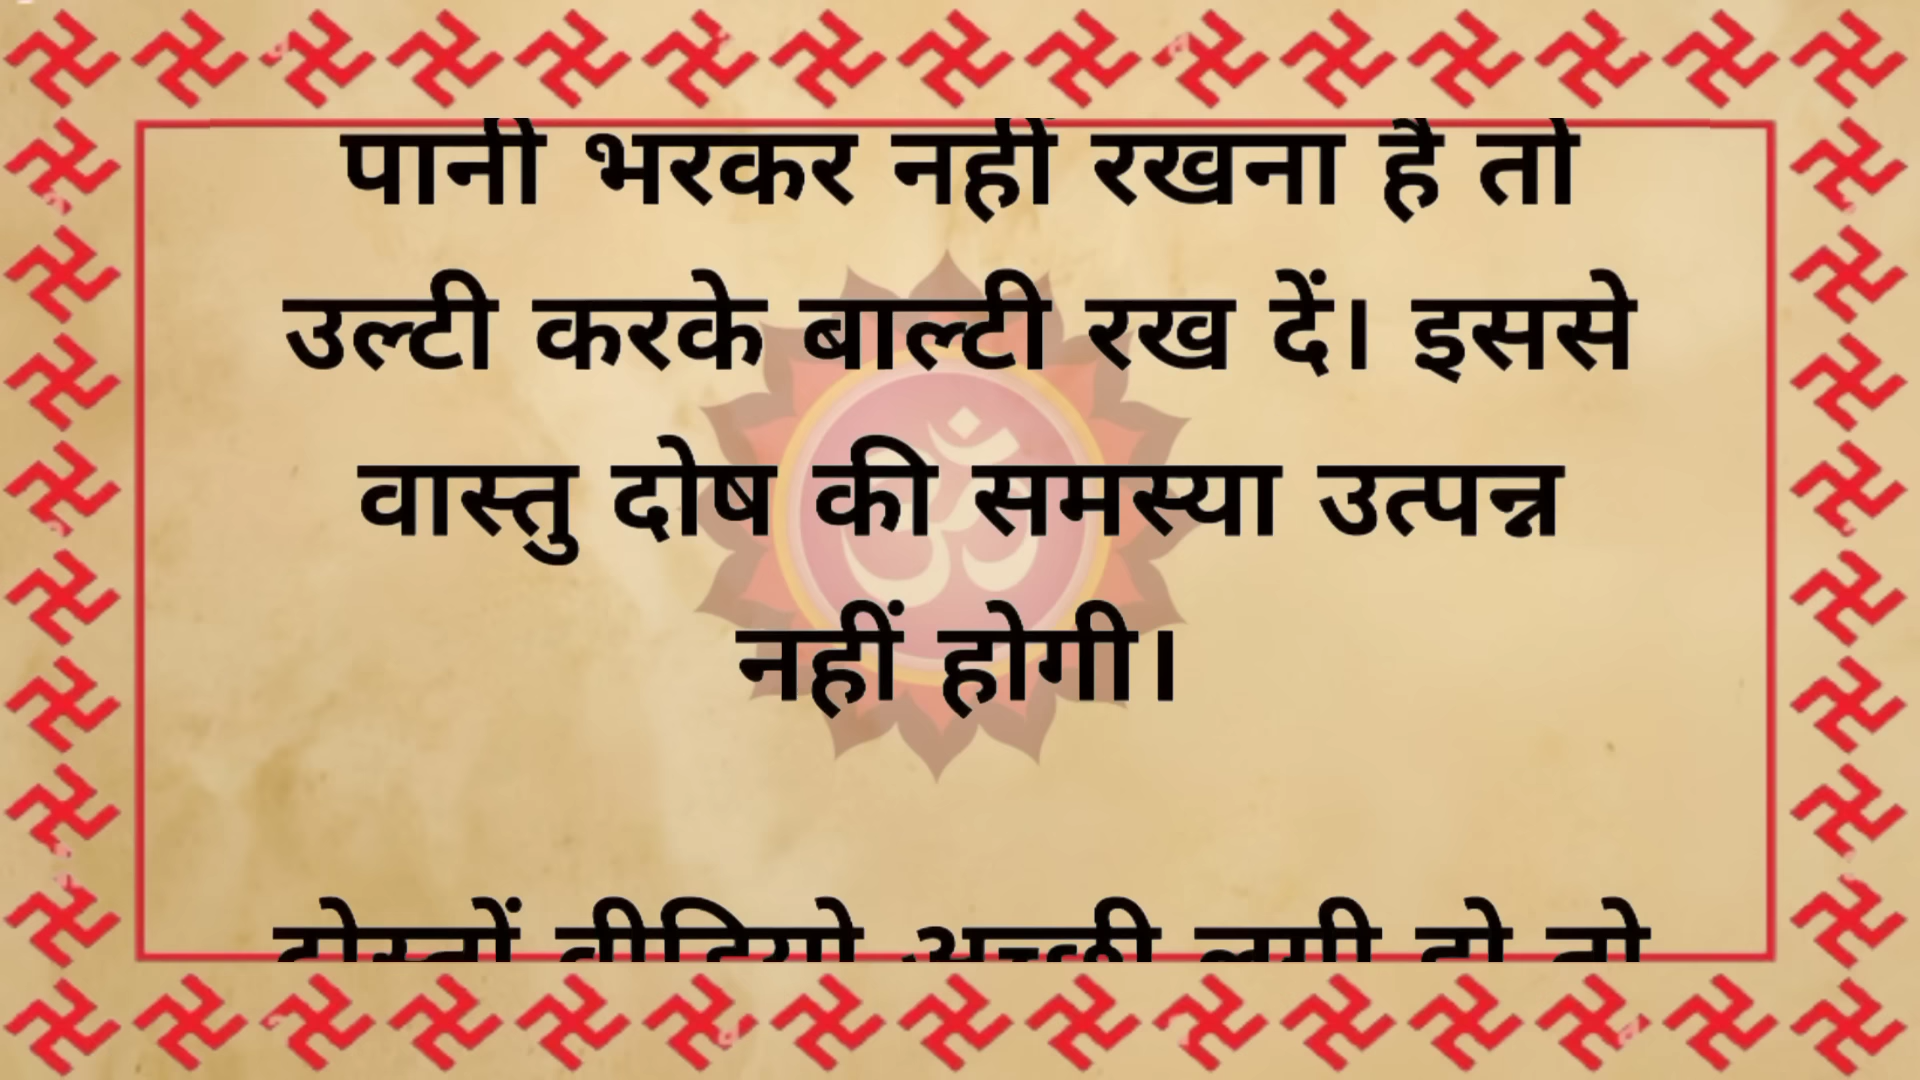 पानी भरकर नहीं रखना है तो
उल्टी करके बाल्टी रख दें। इससे
वास्तु दोष की समस्या उत्पन्न
नहीं होगी।
दोस्तों वीडियो अच्छी लगी हो तो